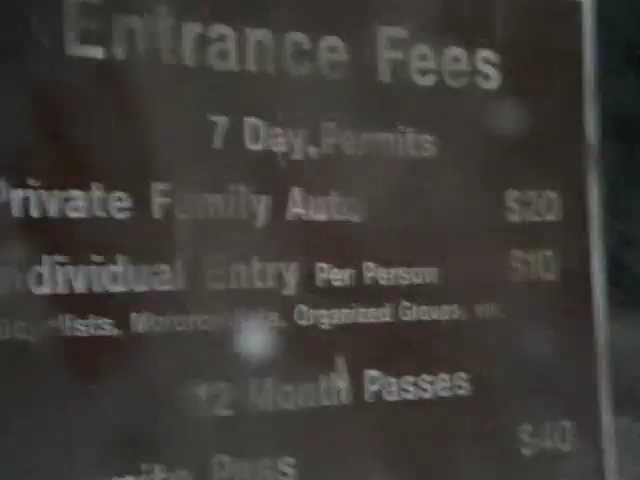 Entrance Fees
7 Day Permits
Private Family Auto $20
Individual Entry Per Person $10
Motorcyclists, Organized Groups, etc.
12 Month Passes
$40
Pass